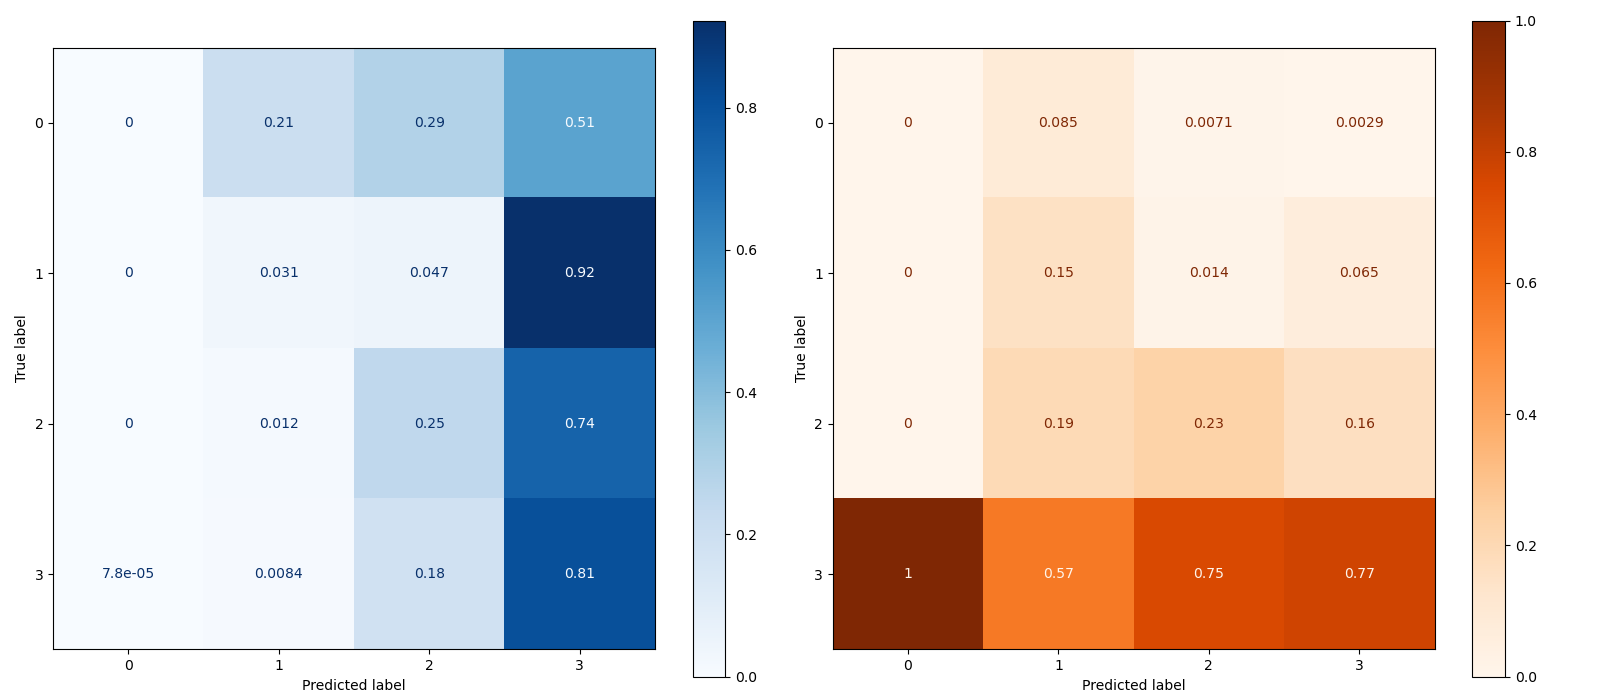 0 0 0.21 0.29 0.51
1 0 0.031 0.047 0.92
2 0 0.012 0.25 0.74
3 7.8e-05 0.0084 0.18 0.81
0 1 2 3
Predicted label
True label
0.8
0.6
0.4
0.2
0.0
0 0 0.085 0.0071 0.0029
1 0 0.15 0.014 0.065
2 0 0.19 0.23 0.16
3 1 0.57 0.75 0.77
0 1 2 3
Predicted label
True label
1.0
0.8
0.6
0.4
0.2
0.0